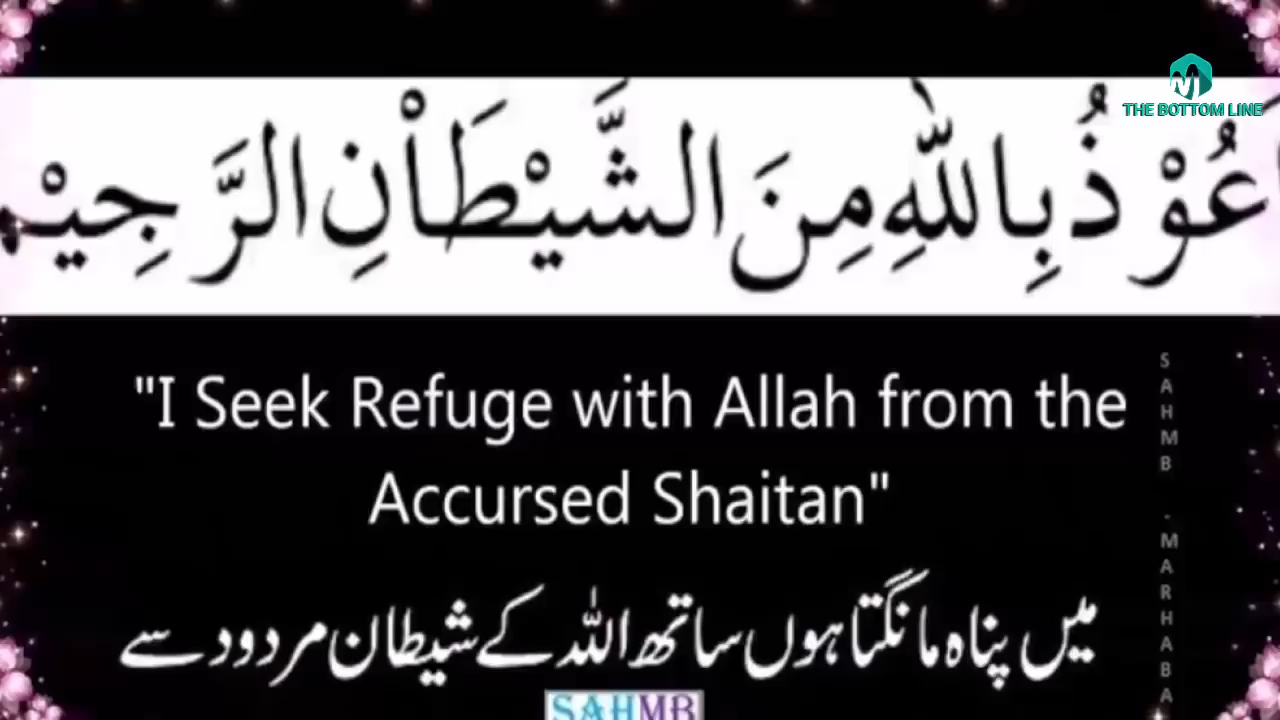 THE BOTTOM LINE
عُوْذُ بِاللّٰهِ مِنَ الشَّيْطَاْنِ الرَّجِيْم
"I Seek Refuge with Allah from the
Accursed Shaitan"
میں پناہ مانگتا ہوں ساتھ اللہ کے شیطان مردود سے
SAHMB - MARHABA
SAHMB